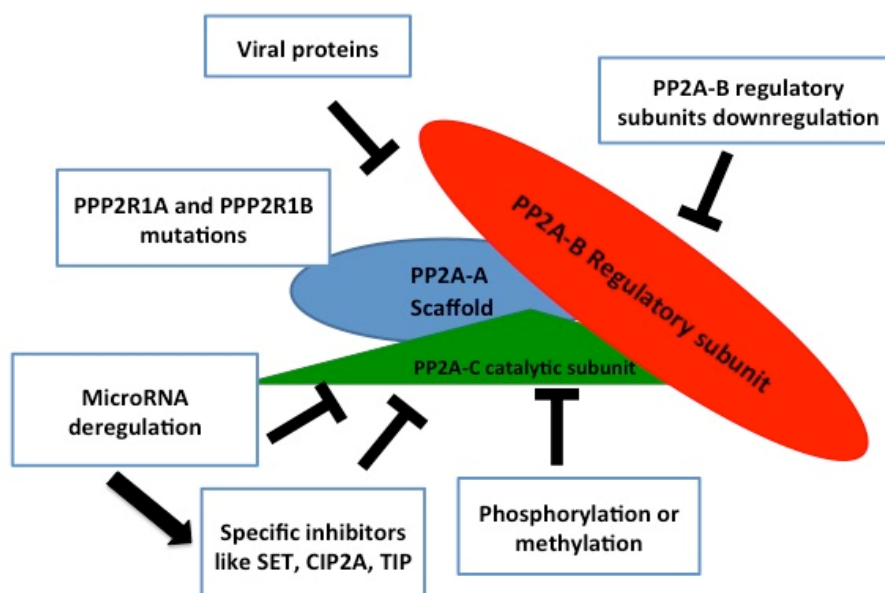 Viral proteins
PP2A-B regulatory
subunits downregulation
PPP2R1A and PPP2R1B
mutations
PP2A-B Regulatory subunit
PP2A-A
Scaffold
PP2A-C catalytic subunit
MicroRNA
deregulation
Specific inhibitors
like SET, CIP2A, TIP
Phosphorylation or
methylation